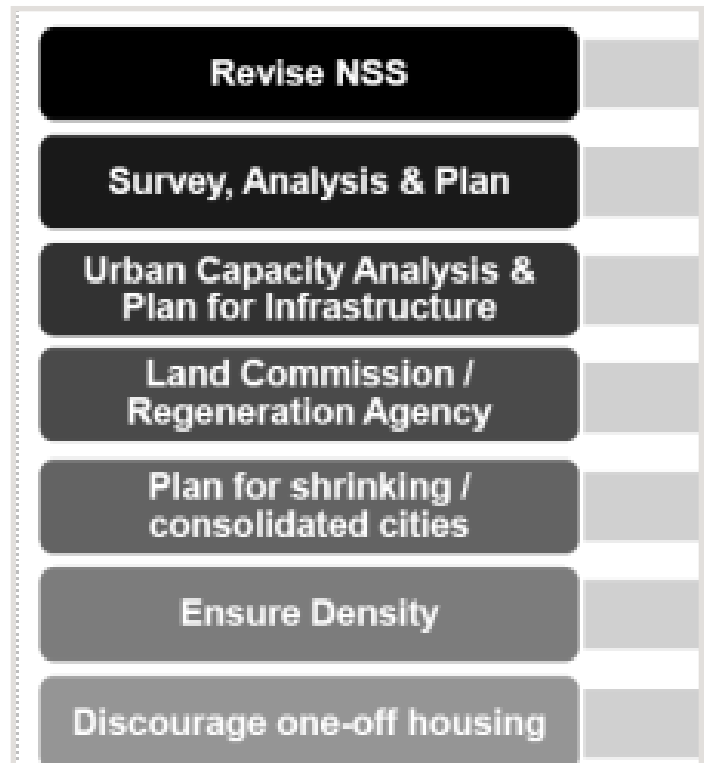 Revise NSS
Survey, Analysis & Plan
Urban Capacity Analysis &
Plan for Infrastructure
Land Commission /
Regeneration Agency
Plan for shrinking /
consolidated cities
Ensure Density
Discourage one-off housing